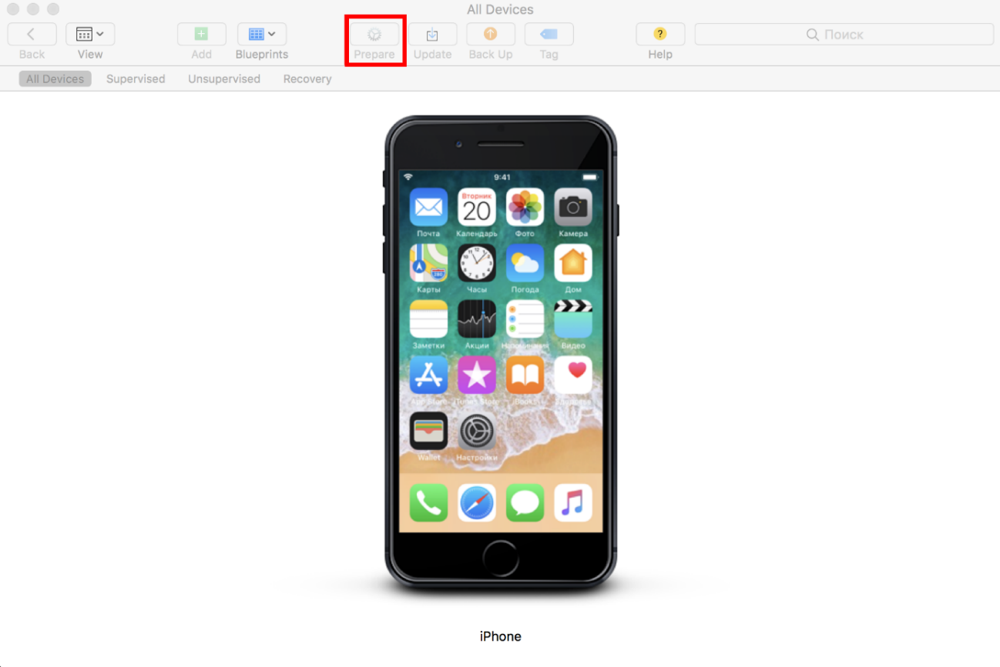 All Devices
Back
View
Add
Blueprints
Prepare
Update
Back Up
Tag
?
Help
Поиск
All Devices
Supervised
Unsupervised
Recovery
9:41
Вторник
20
Почта
Календарь
Фото
Камера
280
Карты
Часы
Погода
Дом
Заметки
Акции
Напоминания
Видео
App Store
iTunes Store
iBooks
Здоровье
Wallet
Настройки
iPhone